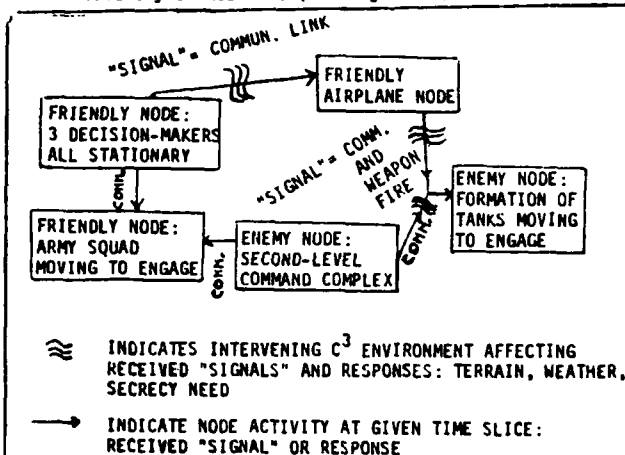 "SIGNAL"= COMMUN. LINK
FRIENDLY
AIRPLANE NODE
FRIENDLY NODE:
3 DECISION-MAKERS
ALL STATIONARY
"SIGNAL"= COMM.
AND
WEAPON
FIRE
COMM.
ENEMY NODE:
FORMATION OF
TANKS MOVING
TO ENGAGE
FRIENDLY NODE:
ARMY SQUAD
MOVING TO ENGAGE
COMM.
ENEMY NODE:
SECOND-LEVEL
COMMAND COMPLEX
COMM.
INDICATES INTERVENING C³ ENVIRONMENT AFFECTING
RECEIVED "SIGNALS" AND RESPONSES: TERRAIN, WEATHER,
SECRECY NEED
INDICATE NODE ACTIVITY AT GIVEN TIME SLICE:
RECEIVED "SIGNAL" OR RESPONSE